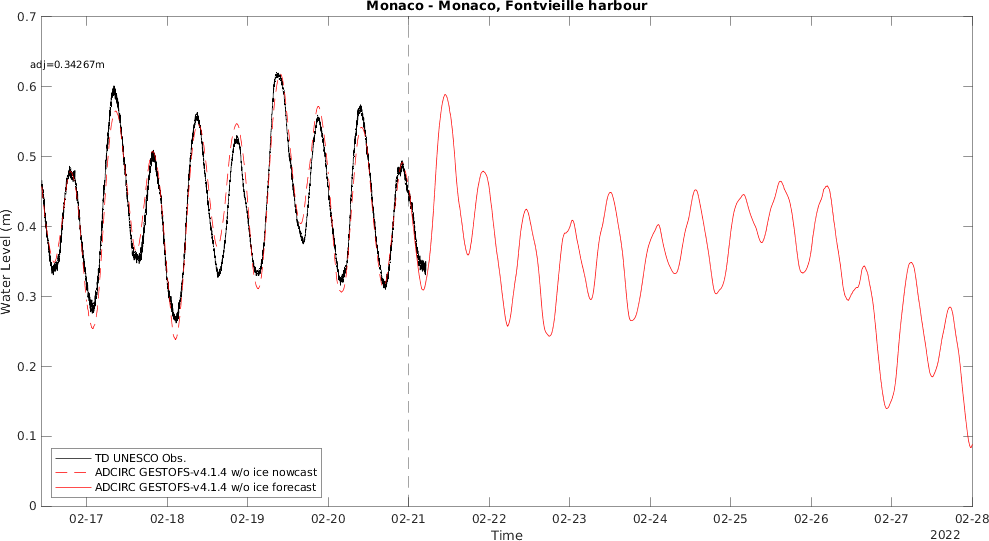 Monaco - Monaco, Fontvieille harbour
adj=0.34267m
0.7
0.6
0.5
0.4
0.3
0.2
0.1
0
Water Level (m)
TD UNESCO Obs.
ADCIRC GESTOFS-v4.1.4 w/o ice nowcast
ADCIRC GESTOFS-v4.1.4 w/o ice forecast
02-17 02-18 02-19 02-20 02-21 02-22 02-23 02-24 02-25 02-26 02-27 02-28
Time
2022